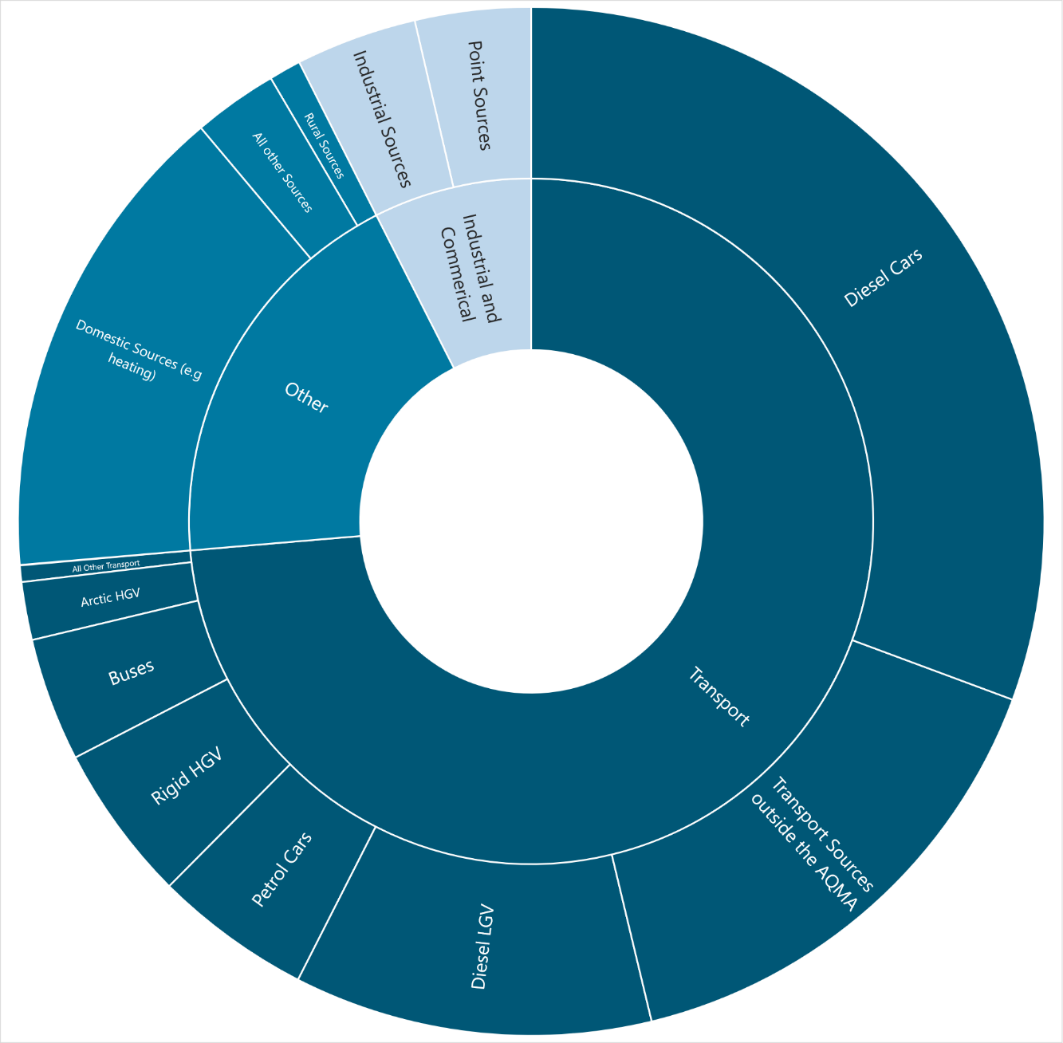 Point Sources
Industrial Sources
Rural Sources
All other Sources
Industrial and
Commerical
Diesel Cars
Domestic Sources (e.g
heating)
Other
All Other Transport
Arctic HGV
Buses
Transport
Rigid HGV
Transport Sources
outside the AQMA
Petrol Cars
Diesel LGV